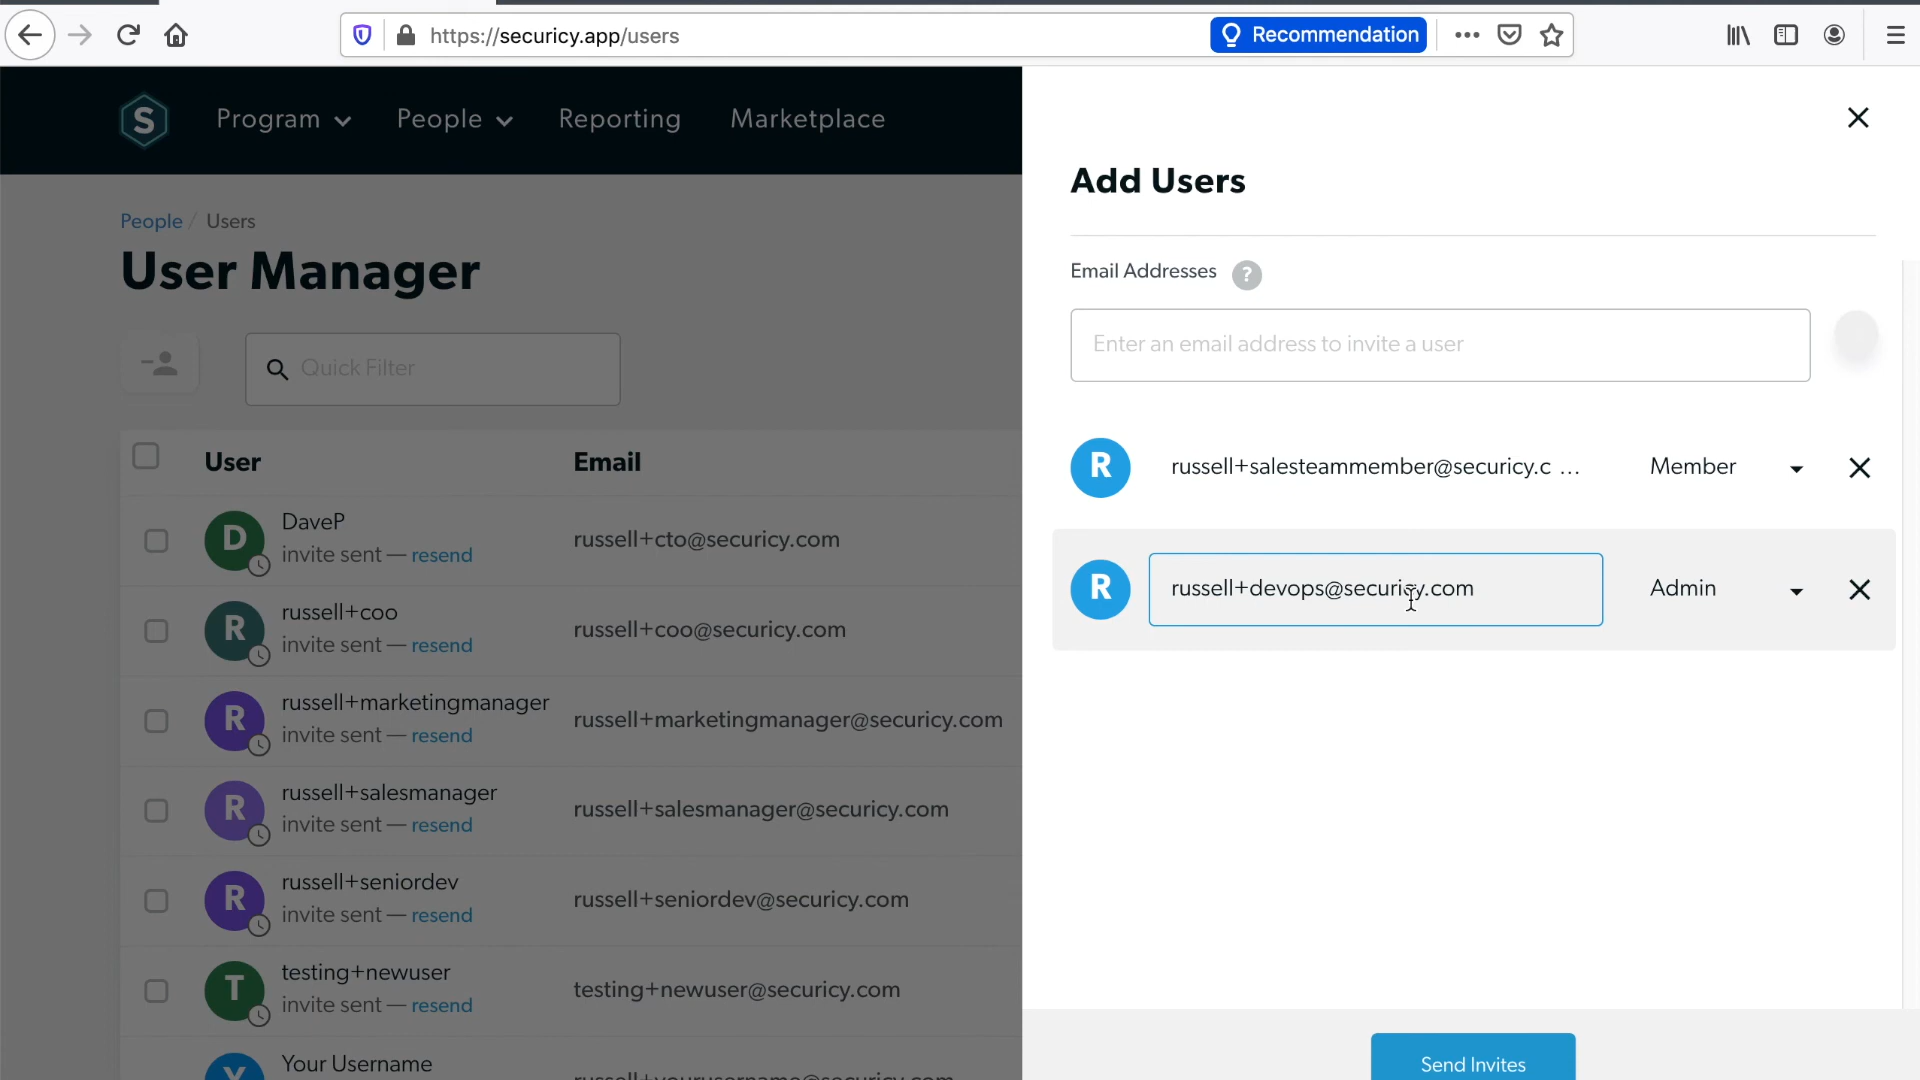 https://securicy.app/users
Recommendation
S
Program
People
Reporting
Marketplace
People / Users
User Manager
Quick Filter
User
Email
D
DaveP
invite sent — resend
russell+cto@securicy.com
R
russell+coo
invite sent — resend
russell+coo@securicy.com
R
russell+marketingmanager
invite sent — resend
russell+marketingmanager@securicy.com
R
russell+salesmanager
invite sent — resend
russell+salesmanager@securicy.com
R
russell+seniordev
invite sent — resend
russell+seniordev@securicy.com
T
testing+newuser
invite sent — resend
testing+newuser@securicy.com
Y
Your Username
russell+yourusername@securicy.com
Add Users
Email Addresses ?
Enter an email address to invite a user
R
russell+salesteammember@securicy.c ...
Member
R
russell+devops@securicy.com
Admin
Send Invites